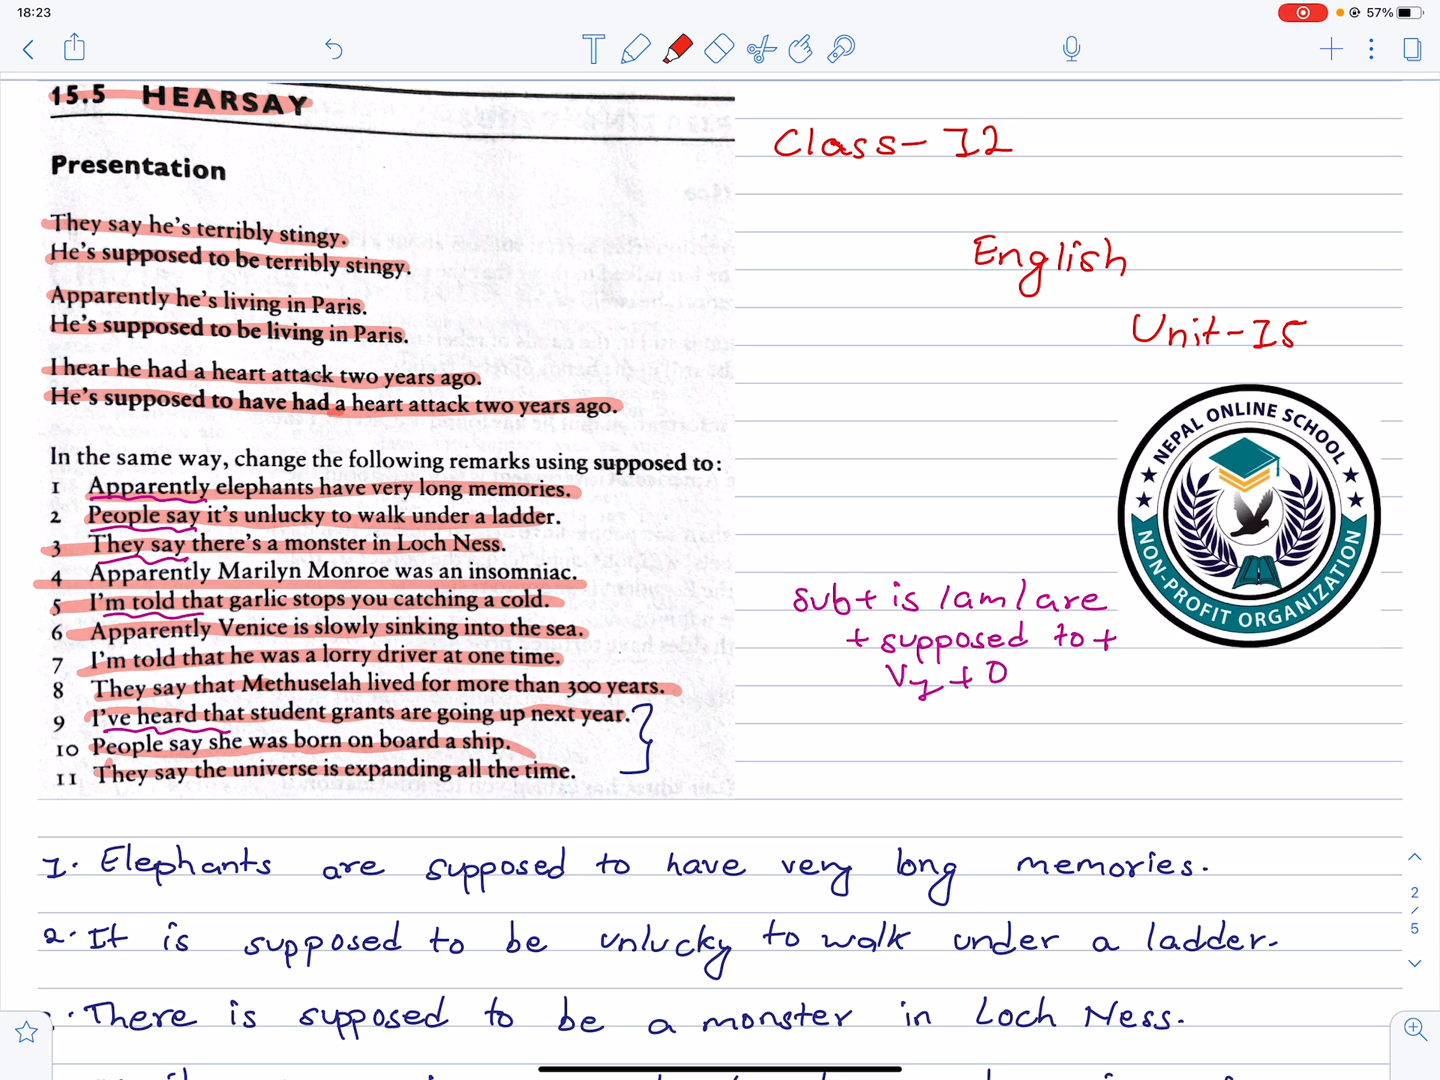 18:23
57%
15.5 HEARSAY
Presentation
They say he's terribly stingy.
He's supposed to be terribly stingy.
Apparently he's living in Paris.
He's supposed to be living in Paris.
I hear he had a heart attack two years ago.
He's supposed to have had a heart attack two years ago.
In the same way, change the following remarks using supposed to:
1 Apparently elephants have very long memories.
2 People say it's unlucky to walk under a ladder.
3 They say there's a monster in Loch Ness.
4 Apparently Marilyn Monroe was an insomniac.
5 I'm told that garlic stops you catching a cold.
6 Apparently Venice is slowly sinking into the sea.
7 I'm told that he was a lorry driver at one time.
8 They say that Methuselah lived for more than 300 years.
9 I've heard that student grants are going up next year.
10 People say she was born on board a ship.
11 They say the universe is expanding all the time.
Class-12
English
Unit-15
NEPAL ONLINE SCHOOL
NON-PROFIT ORGANIZATION
Sub+ is /am/are
+ supposed to +
V1 + O
1. Elephants are supposed to have very long memories.
2. It is supposed to be unlucky to walk under a ladder.
There is supposed to be a monster in Loch Ness.
2
/
5